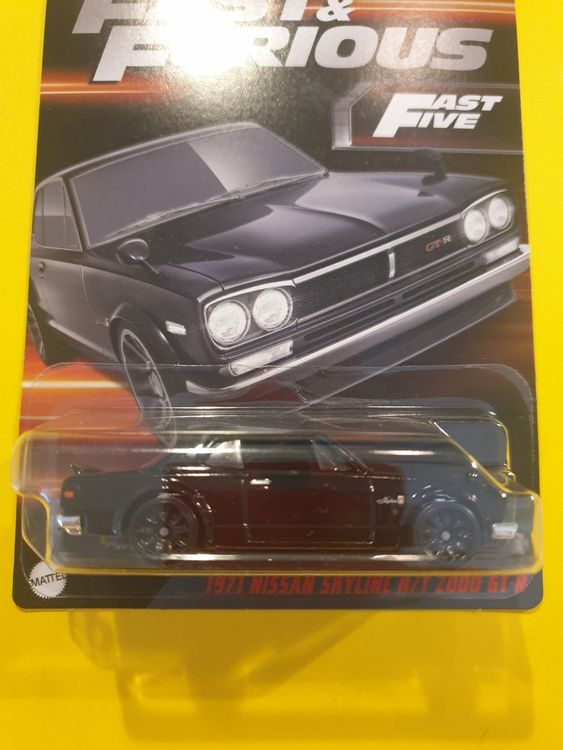 FAST &
FURIOUS
FAST
FIVE
GT-R
MATTEL
1971 NISSAN SKYLINE H/T 2000 GT-R